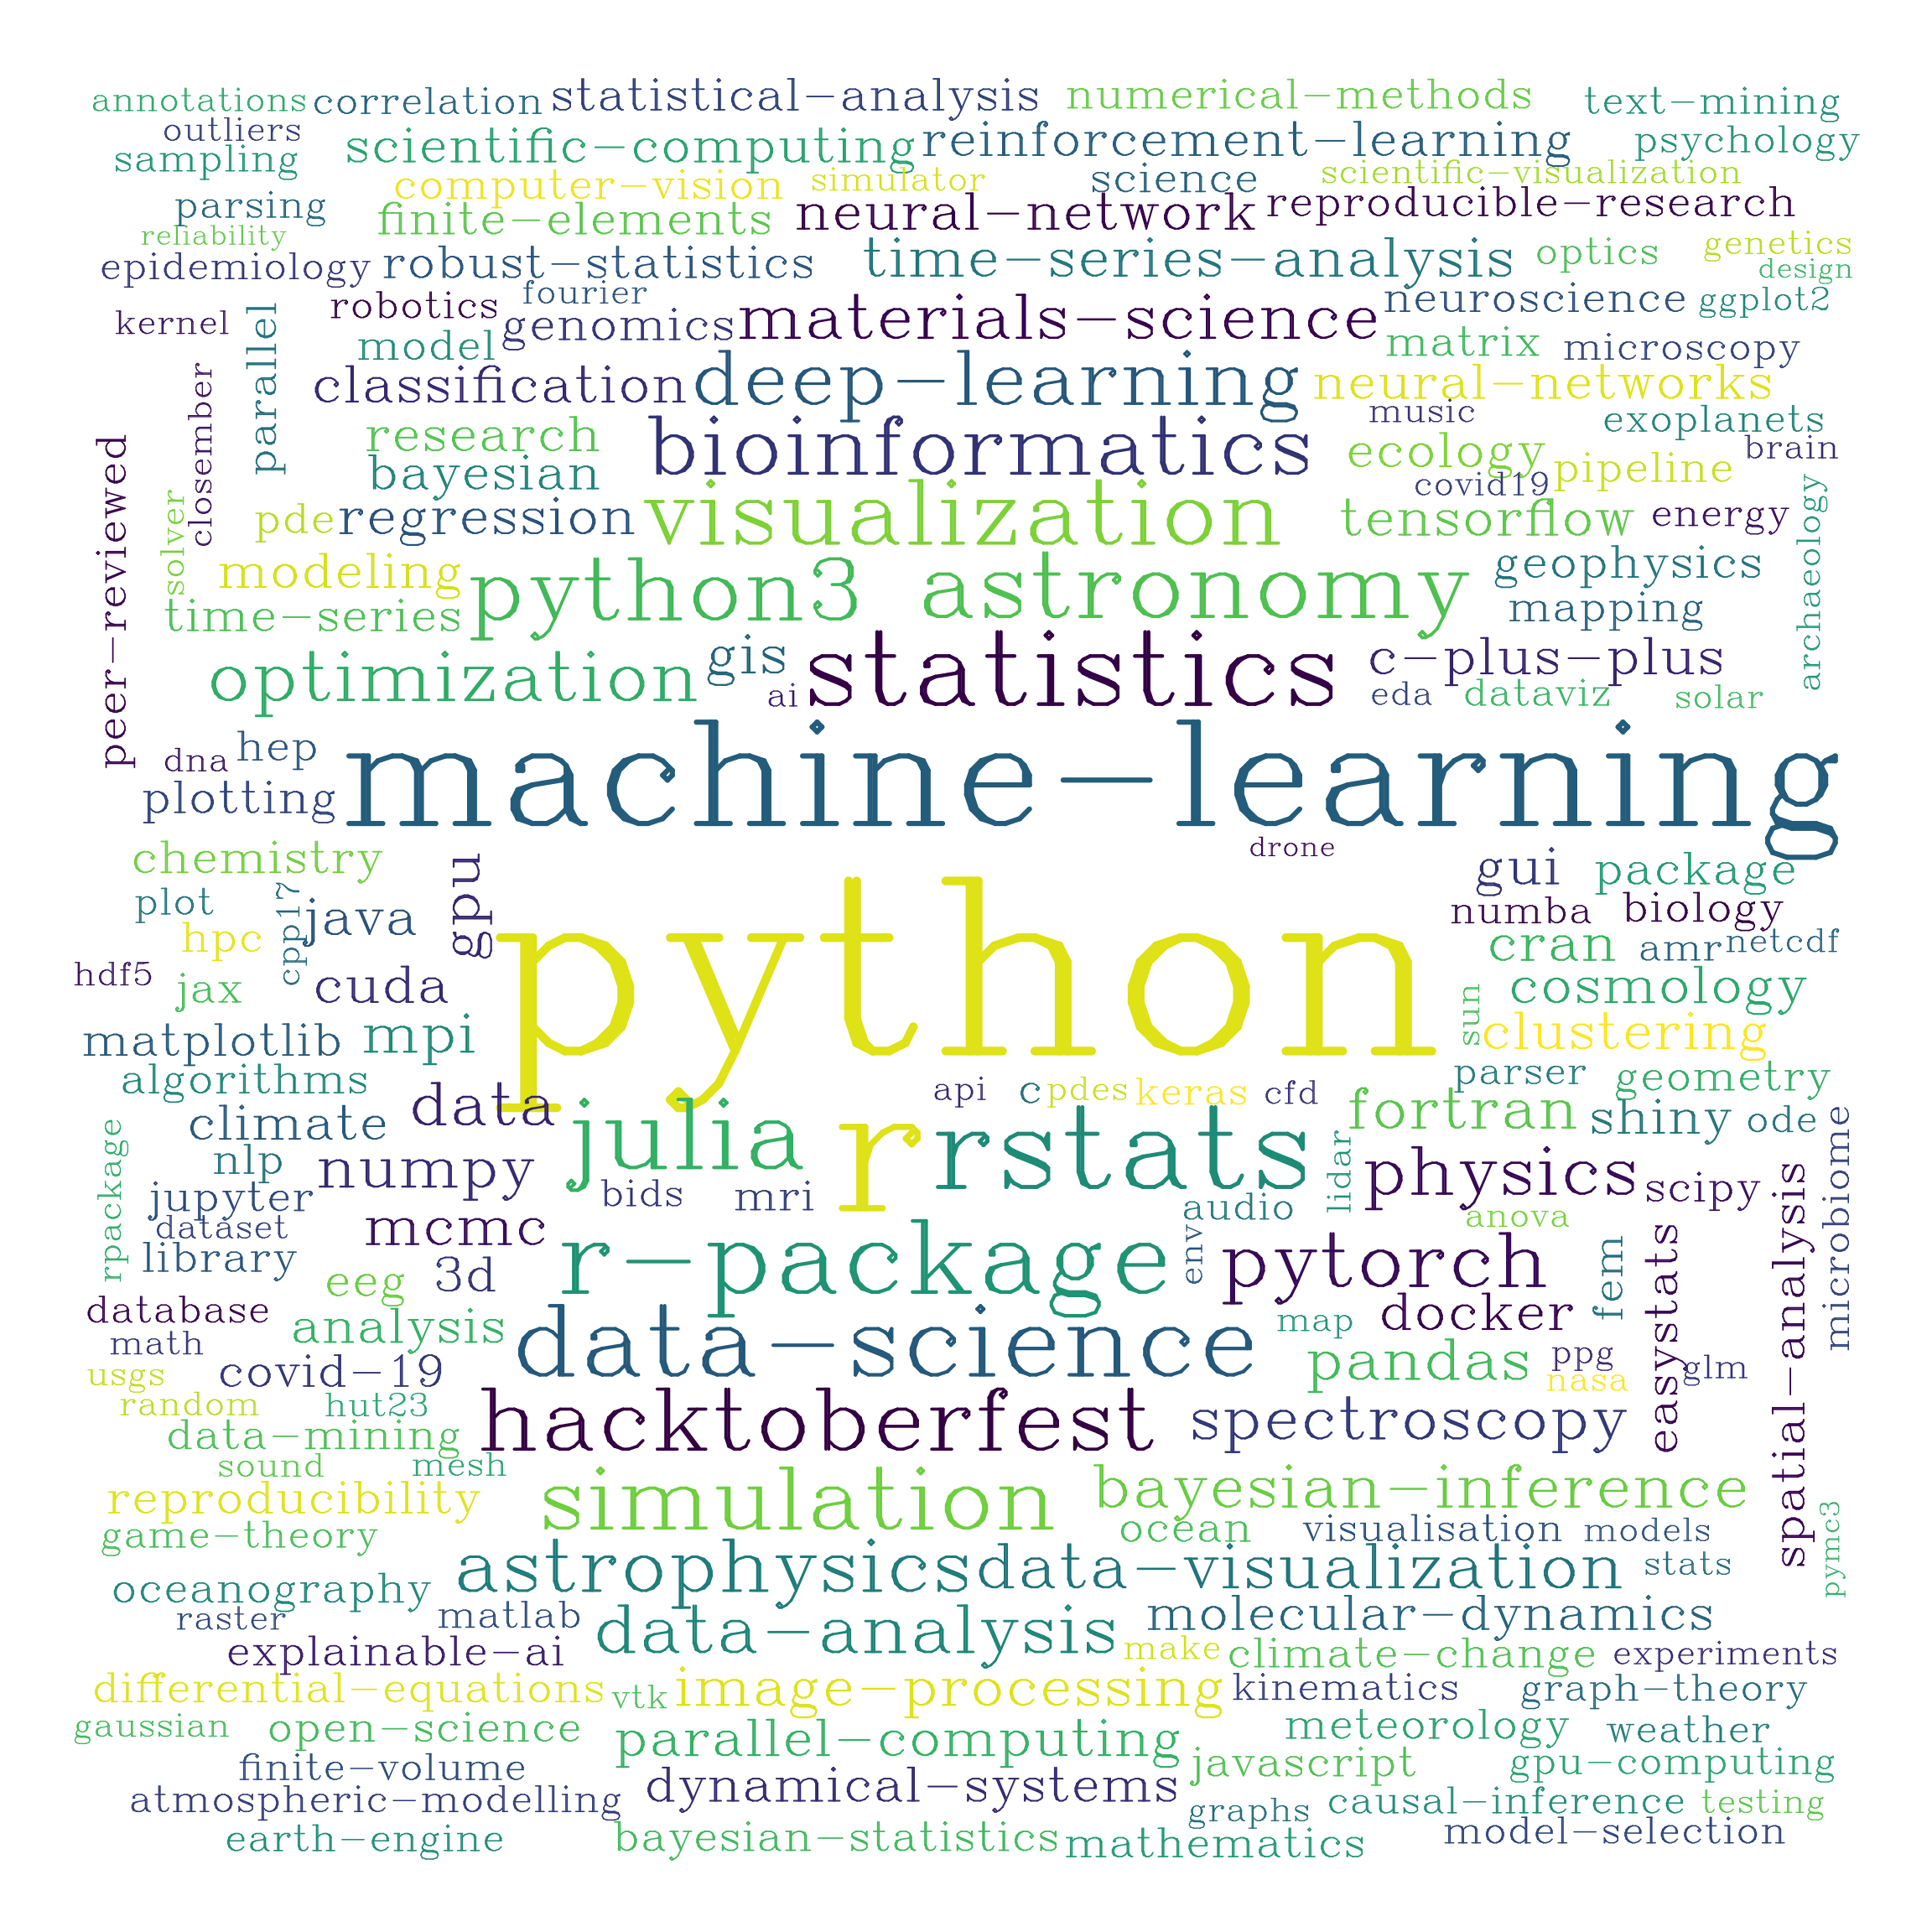 annotations correlation statistical-analysis numerical-methods text-mining
outliers scientific-computing reinforcement-learning psychology
sampling computer-vision simulator science scientific-visualization
parsing finite-elements neural-network reproducible-research
reliability robust-statistics time-series-analysis optics genetics
epidemiology fourier design
kernel parallel robotics genomics materials-science neuroscience ggplot2
model matrix microscopy
closember classification deep-learning neural-networks
peer-reviewed research bioinformatics music exoplanets
bayesian ecology pipeline brain
solver pde regression visualization covid19 tensorflow energy archaeology
modeling python3 astronomy geophysics
time-series mapping
optimization gis statistics c-plus-plus
ai eda dataviz solar
dna hep machine-learning
plotting
chemistry gpu drone gui package
plot cpp17 java python numba biology
hpc cran amr netcdf
hdf5 jax cuda cosmology
matplotlib mpi sun clustering
algorithms data api c pdes keras cfd parser geometry
climate julia r rstats fortran shiny ode microbiome
rpackage nlp numpy lidar physics scipy spatial-analysis
jupyter bids mri audio
dataset mcmc anova
library r-package env pytorch fem easystats
eeg 3d
database analysis data-science map docker
math
usgs covid-19 pandas ppg glm
random hut23 hacktoberfest nasa
data-mining spectroscopy
sound mesh
reproducibility simulation bayesian-inference
game-theory ocean visualisation models pymc3
oceanography astrophysics data-visualization stats
raster matlab data-analysis molecular-dynamics
explainable-ai make climate-change experiments
differential-equations vtk image-processing kinematics graph-theory
gaussian open-science parallel-computing meteorology weather
finite-volume javascript gpu-computing
atmospheric-modelling dynamical-systems graphs causal-inference testing
earth-engine bayesian-statistics mathematics model-selection